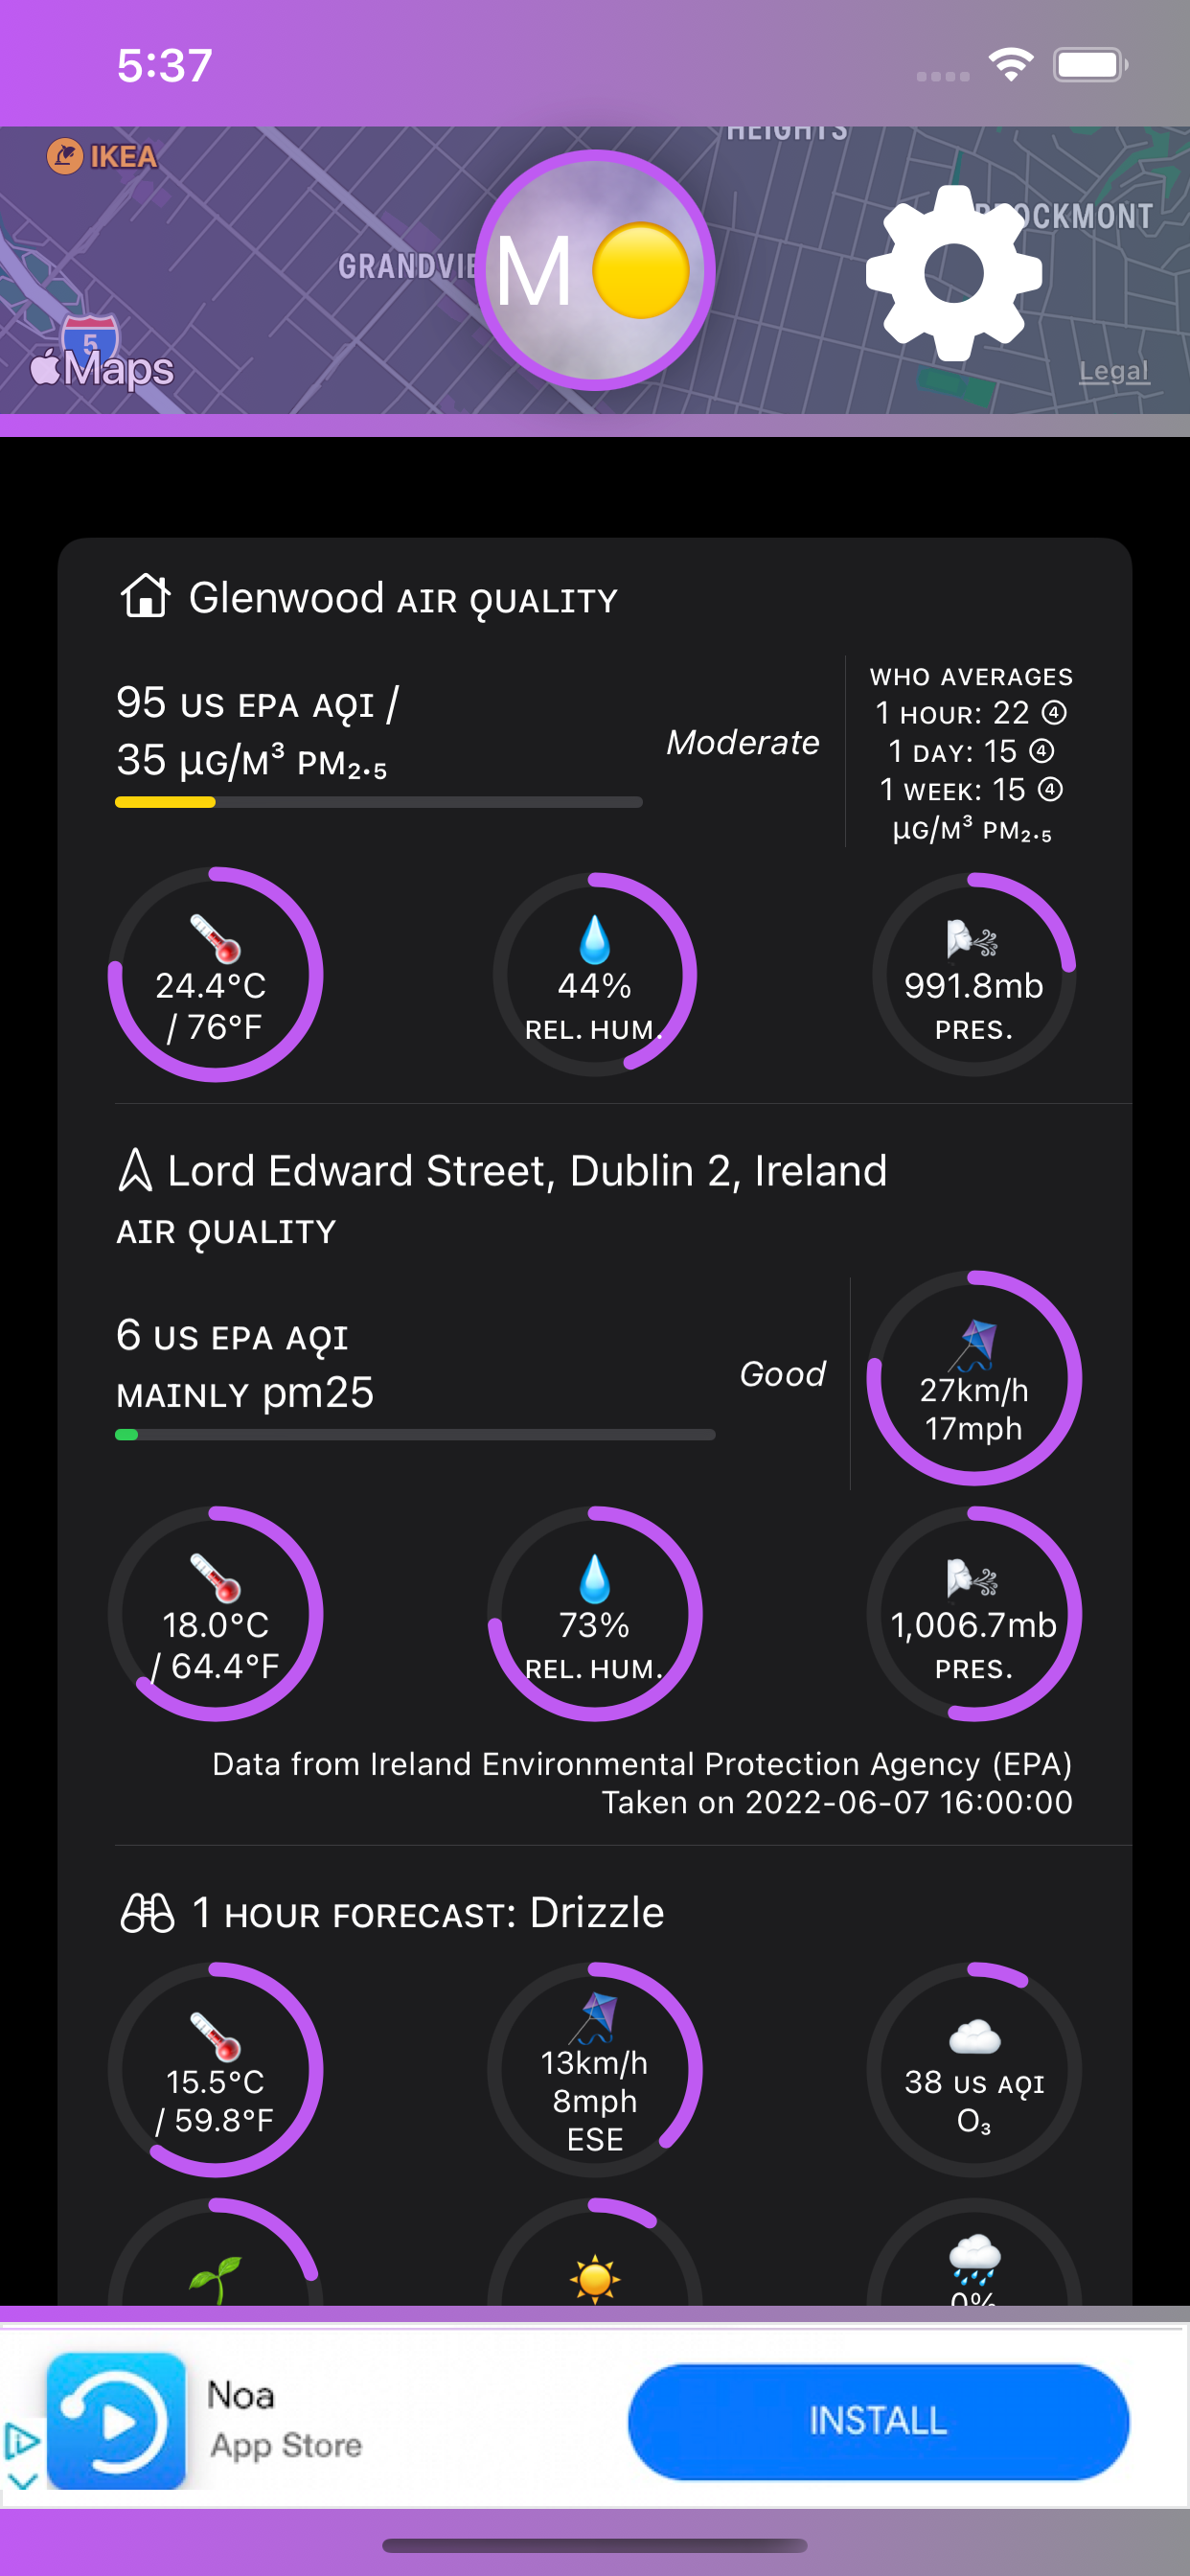 5:37
HEIGHTS
IKEA
BROCKMONT
GRANDVIE
M
5
Maps
Legal
Glenwood AIR QUALITY
95 US EPA AQI /
35 µG/M³ PM₂.₅
Moderate
WHO AVERAGES
1 HOUR: 22 ④
1 DAY: 15 ④
1 WEEK: 15 ④
µG/M³ PM₂.₅
24.4°C
/ 76°F
44%
REL. HUM.
991.8mb
PRES.
Lord Edward Street, Dublin 2, Ireland
AIR QUALITY
6 US EPA AQI
MAINLY pm25
Good
27km/h
17mph
18.0°C
/ 64.4°F
73%
REL. HUM.
1,006.7mb
PRES.
Data from Ireland Environmental Protection Agency (EPA)
Taken on 2022-06-07 16:00:00
1 HOUR FORECAST: Drizzle
15.5°C
/ 59.8°F
13km/h
8mph
ESE
38 US AQI
O₃
0%
Noa
App Store
INSTALL